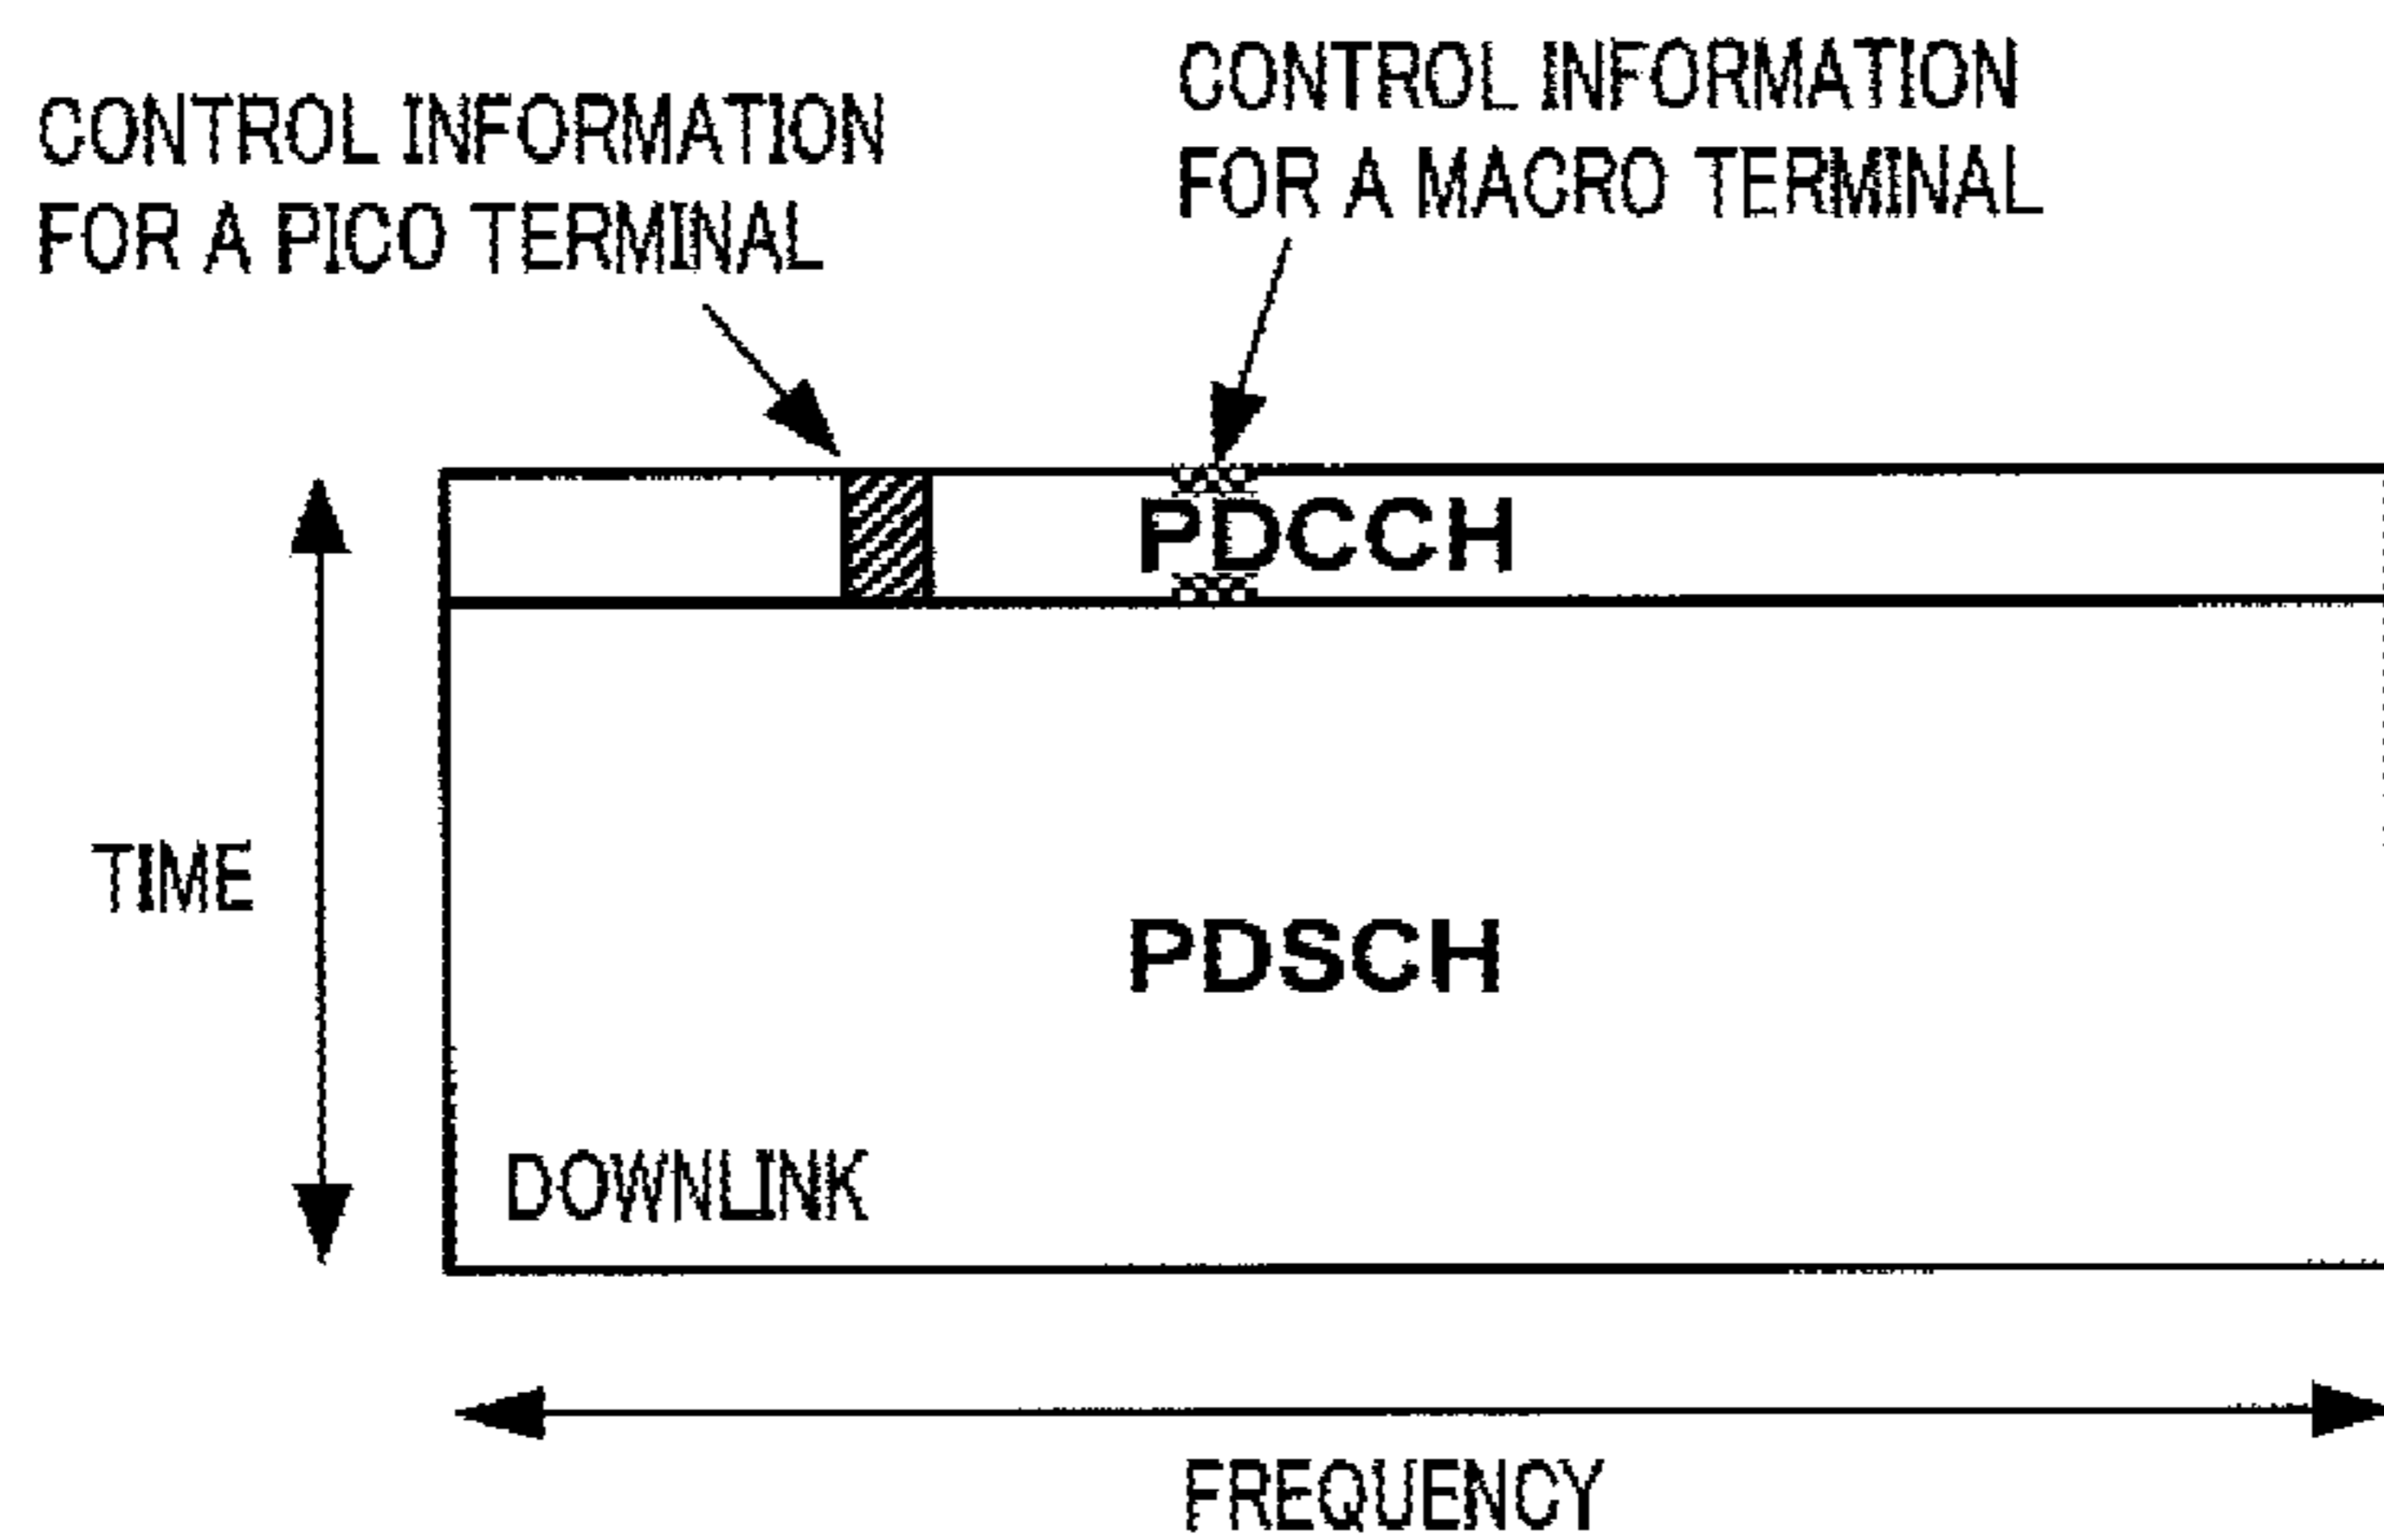 CONTROL INFORMATION
FOR A PICO TERMINAL
CONTROL INFORMATION
FOR A MACRO TERMINAL
PDCCH
TIME
PDSCH
DOWNLINK
FREQUENCY